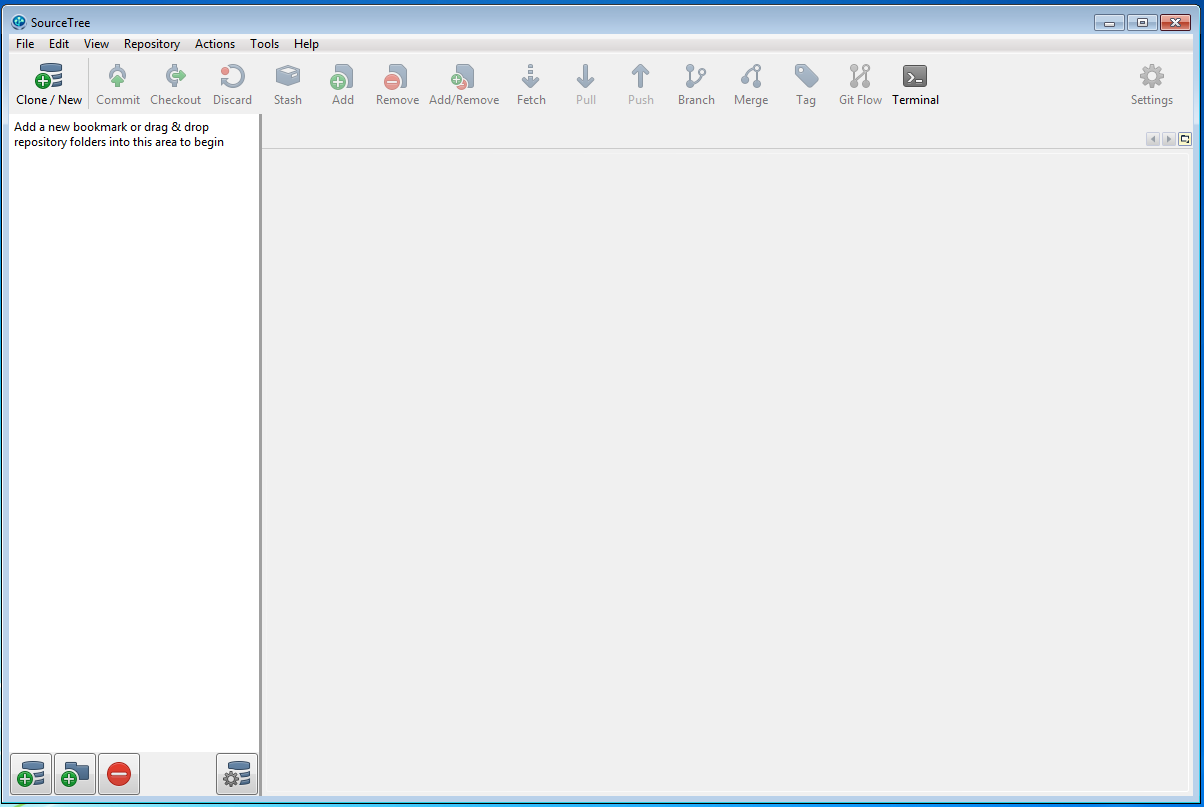 SourceTree
File Edit View Repository Actions Tools Help
Clone / New Commit Checkout Discard Stash Add Remove Add/Remove Fetch Pull Push Branch Merge Tag Git Flow Terminal Settings
Add a new bookmark or drag & drop
repository folders into this area to begin